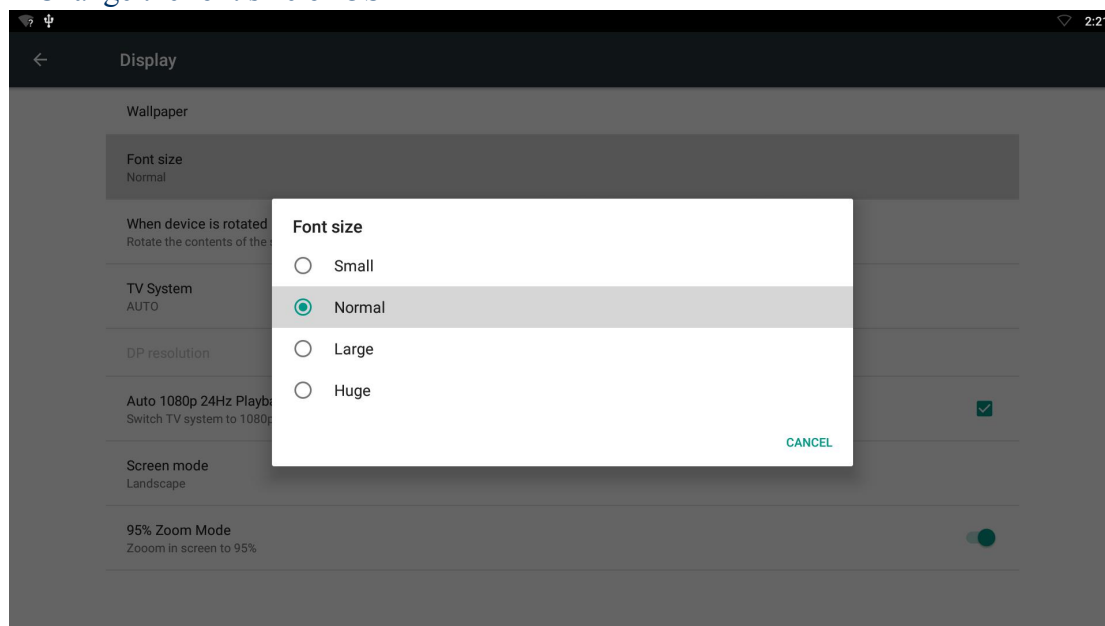 2:21
Display
Wallpaper
Font size
Normal
When device is rotated
Rotate the contents of the
TV System
AUTO
DP resolution
Auto 1080p 24Hz
Switch TV system to 1080p
Screen mode
Landscape
95% Zoom Mode
Zooom in screen to 95%
Font size
Small
Normal
Large
Huge
CANCEL